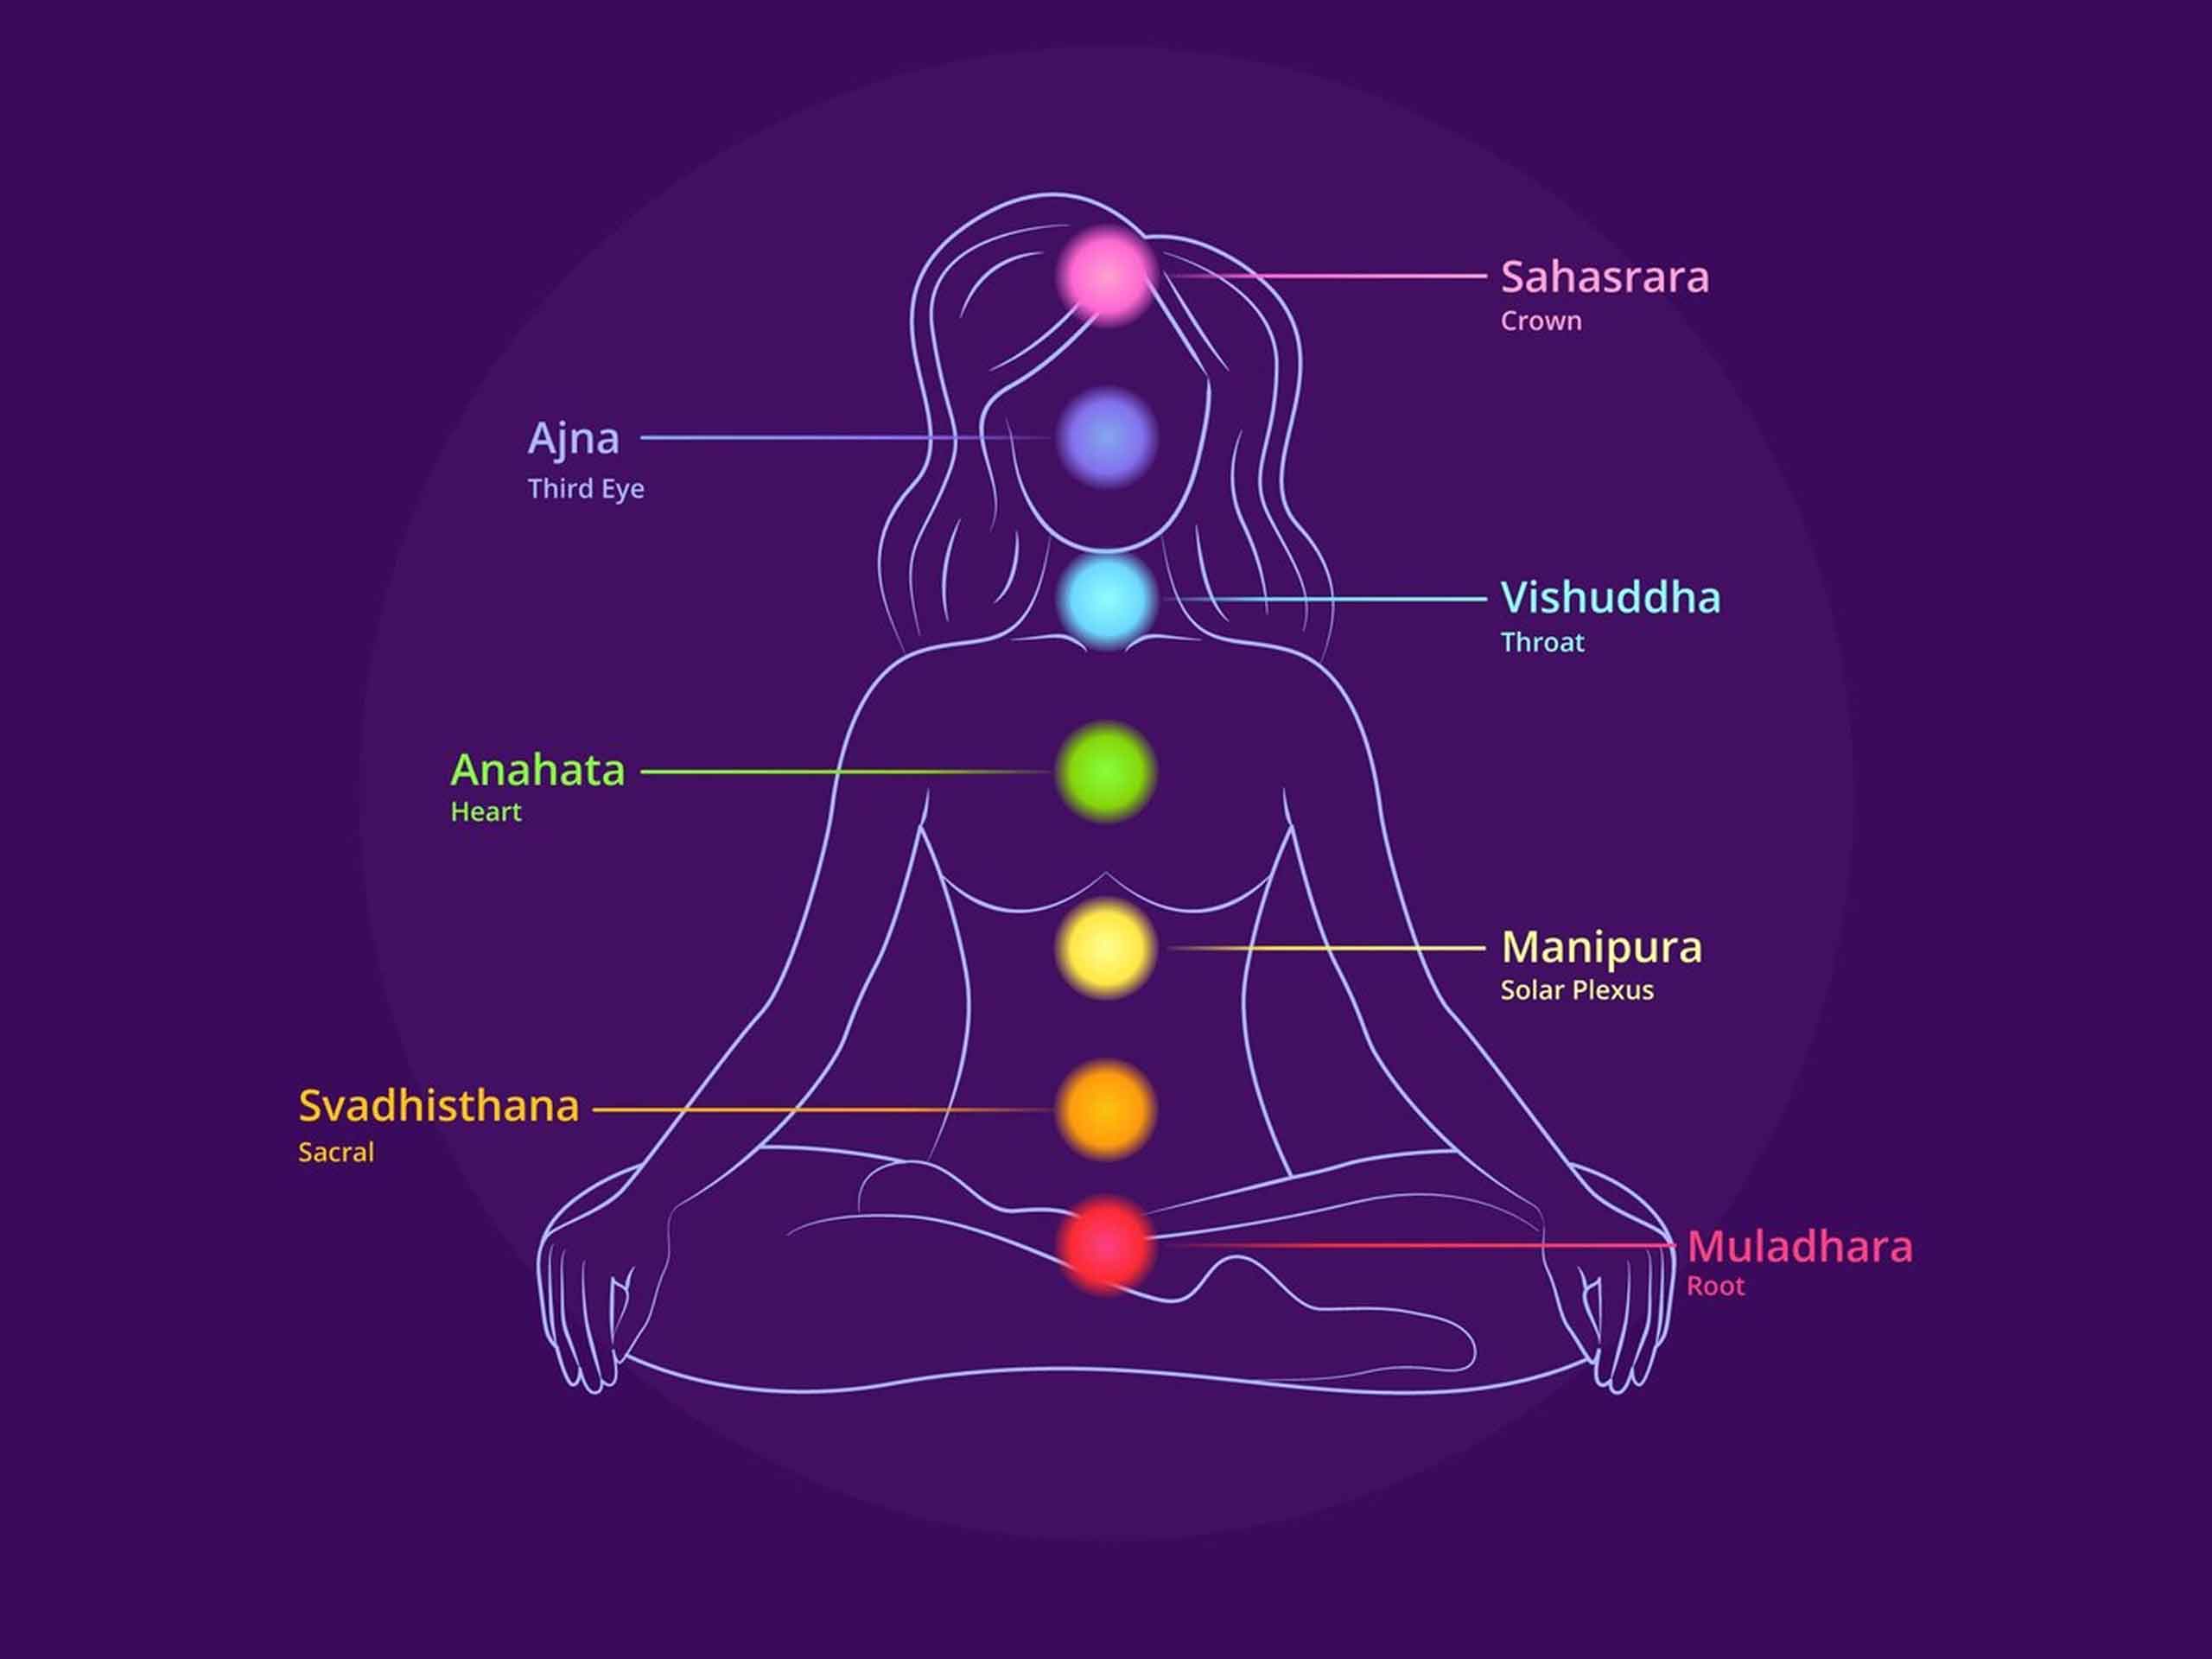 Sahasrara
Crown
Ajna
Third Eye
Vishuddha
Throat
Anahata
Heart
Manipura
Solar Plexus
Svadhisthana
Sacral
Muladhara
Root